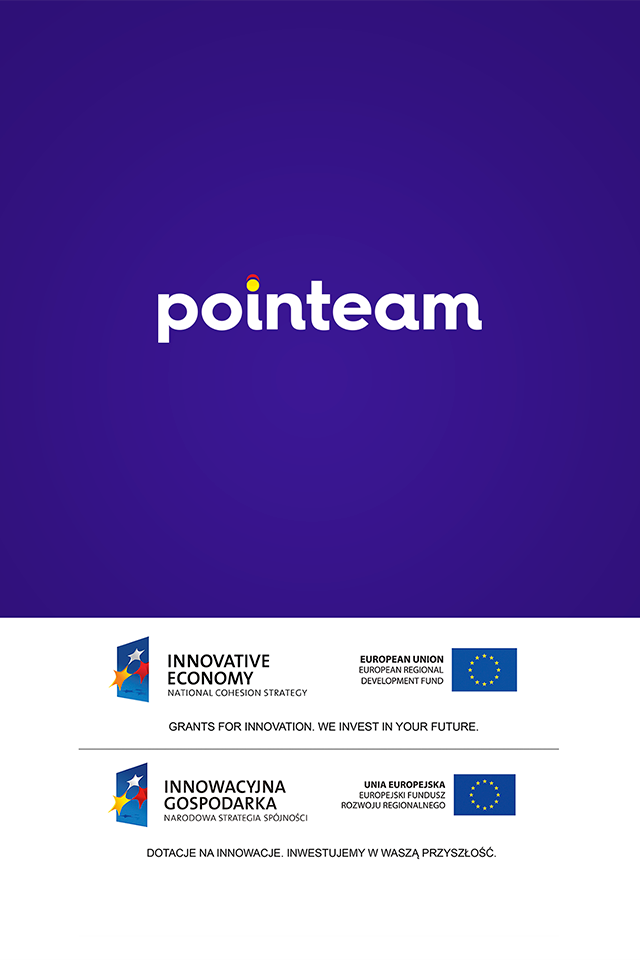 pointeam
INNOVATIVE
ECONOMY
NATIONAL COHESION STRATEGY
EUROPEAN UNION
EUROPEAN REGIONAL
DEVELOPMENT FUND
GRANTS FOR INNOVATION. WE INVEST IN YOUR FUTURE.
INNOWACYJNA
GOSPODARKA
NARODOWA STRATEGIA SPÓJNOŚCI
UNIA EUROPEJSKA
EUROPEJSKI FUNDUSZ
ROZWOJU REGIONALNEGO
DOTACJE NA INNOWACJE. INWESTUJEMY W WASZĄ PRZYSZŁOŚĆ.